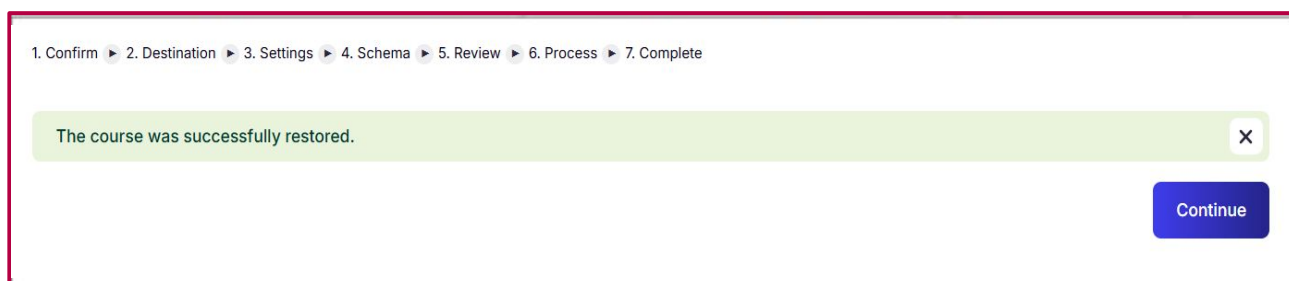 1. Confirm ► 2. Destination ► 3. Settings ► 4. Schema ► 5. Review ► 6. Process ► 7. Complete
The course was successfully restored.
Continue